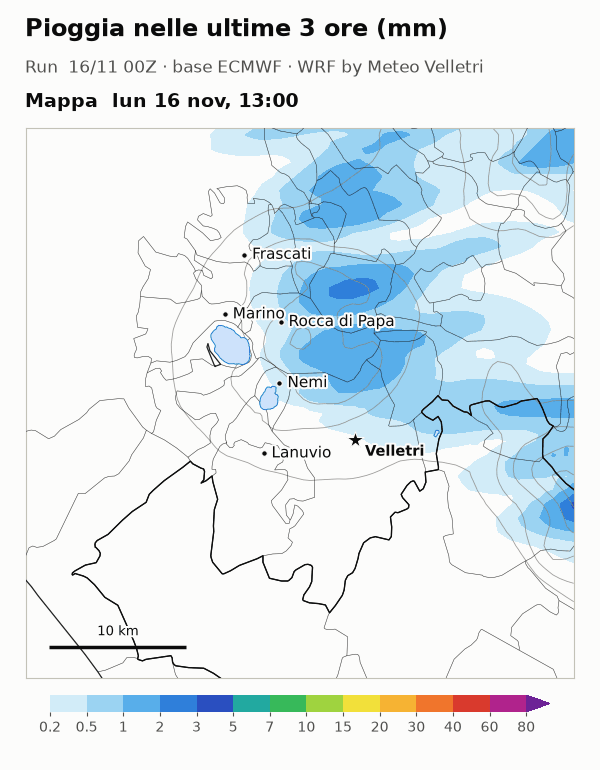 Pioggia nelle ultime 3 ore (mm)
Run  16/11 00Z · base ECMWF · WRF by Meteo Velletri
Mappa  lun 16 nov, 13:00
Frascati
Marino
Rocca di Papa
Nemi
Velletri
Lanuvio
10 km
0.2 0.5 1 2 3 5 7 10 15 20 30 40 60 80